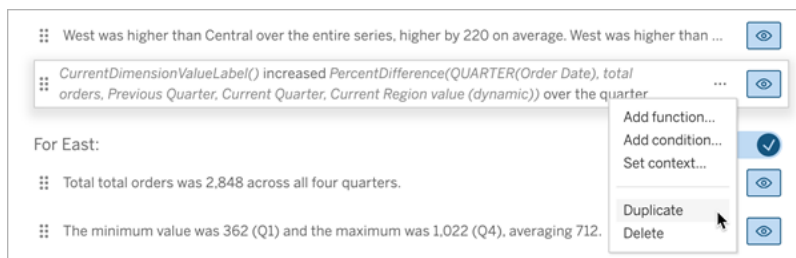 West was higher than Central over the entire series, higher by 220 on average. West was higher than ...
CurrentDimensionValueLabel() increased PercentDifference(QUARTER(Order Date), total
orders, Previous Quarter, Current Quarter, Current Region value (dynamic)) over the quarter
...
Add function...
Add condition...
Set context...
Duplicate
Delete
For East:
Total total orders was 2,848 across all four quarters.
The minimum value was 362 (Q1) and the maximum was 1,022 (Q4), averaging 712.